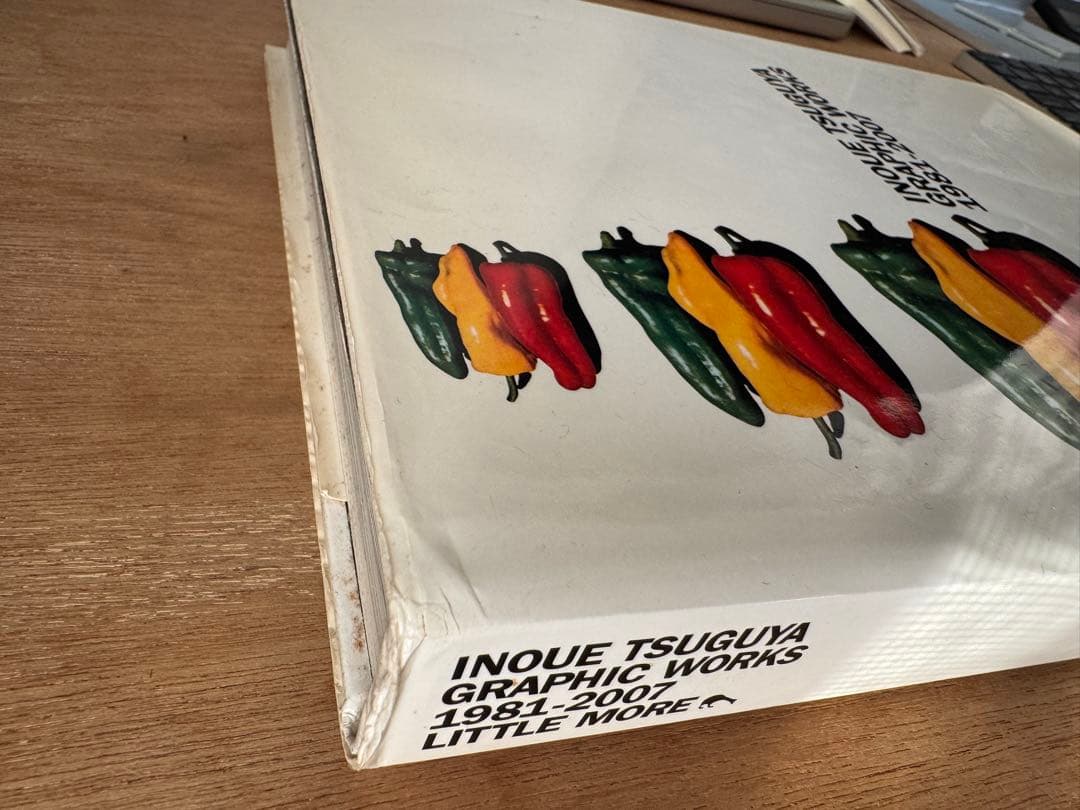 INOUE TSUGUYA
GRAPHIC WORKS
1981-2007
INOUE TSUGUYA
GRAPHIC WORKS
1981-2007
LITTLE MORE